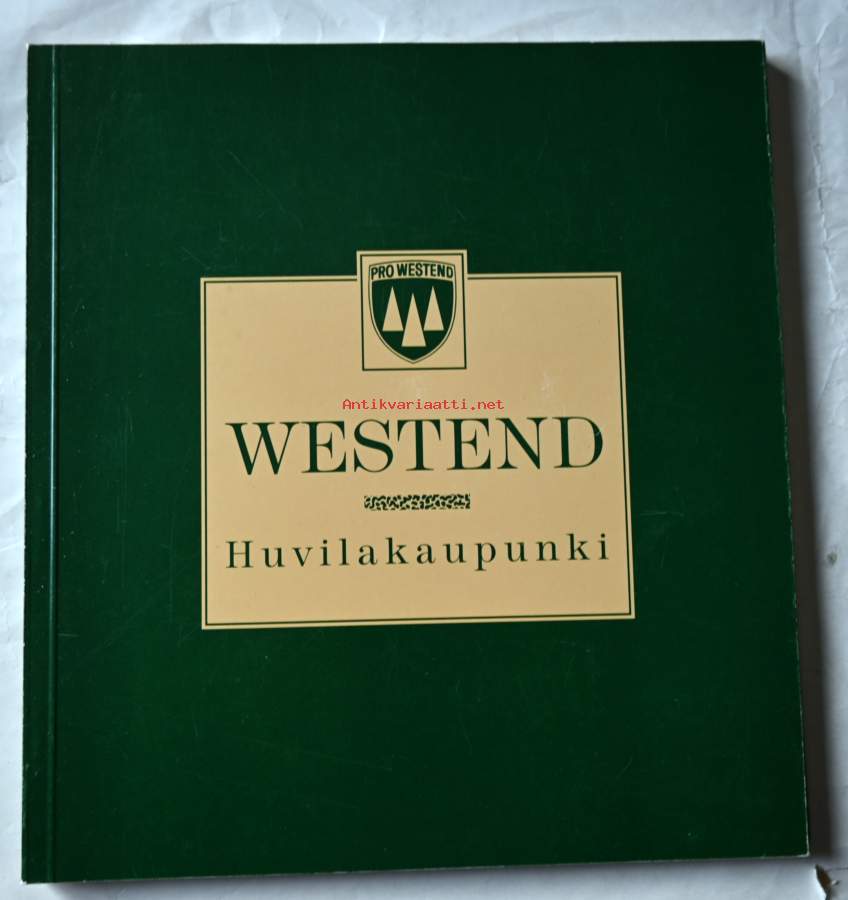 PRO WESTEND
Antikvariaatti.net
WESTEND
Huvilakaupunki